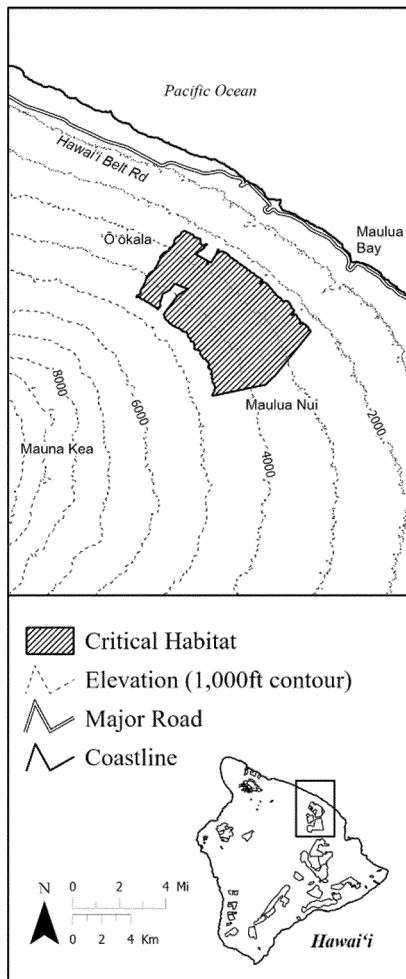 Pacific Ocean
Hawai‘i Belt Rd
Maulua
Bay
‘Ō‘ōkala
8000
6000
Maulua Nui
2000
Mauna Kea
4000
Critical Habitat
Elevation (1,000ft contour)
Major Road
Coastline
N
0 2 4 Mi
0 2 4 Km
Hawai‘i